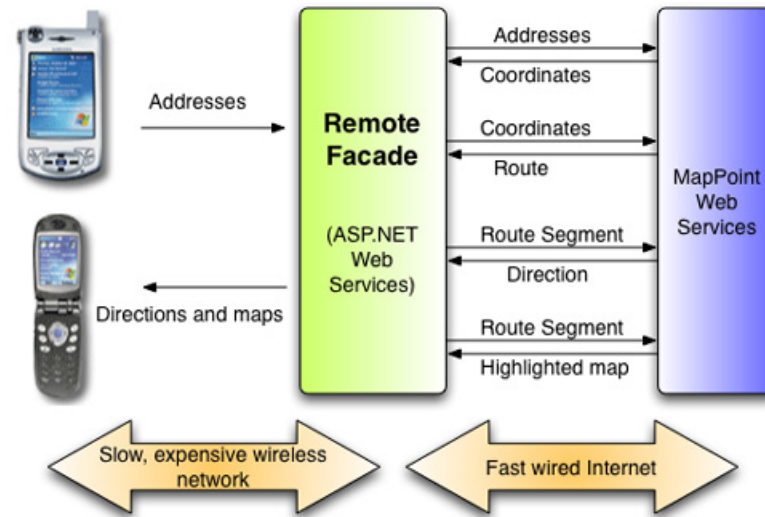 Addresses
Directions and maps
Remote
Facade
(ASP.NET
Web
Services)
Addresses
Coordinates
Coordinates
Route
Route Segment
Direction
Route Segment
Highlighted map
MapPoint
Web
Services
Slow, expensive wireless
network
Fast wired Internet